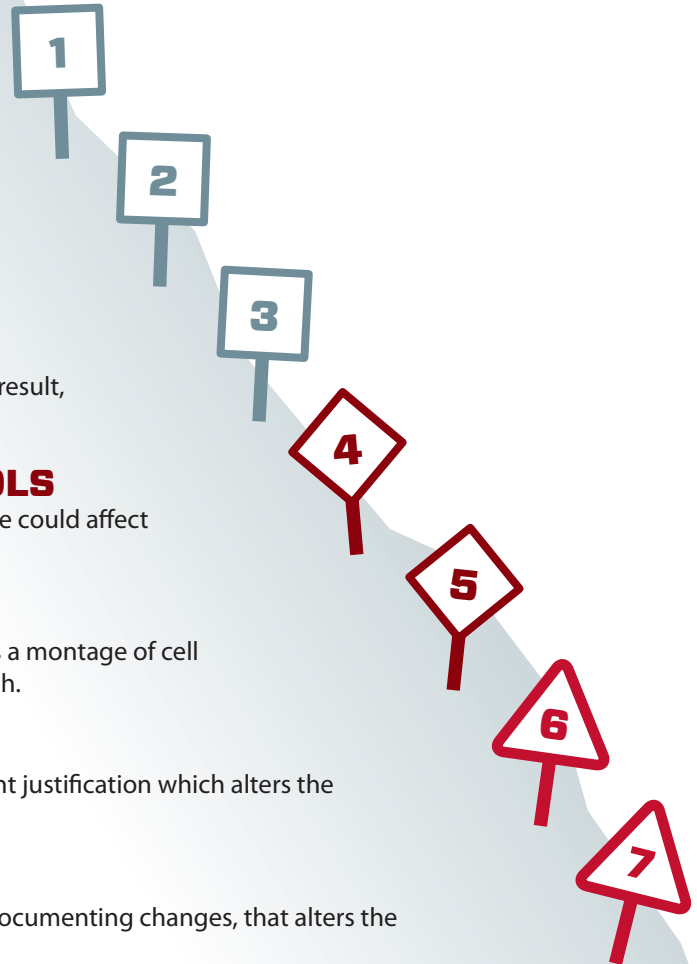 1
2
3
result,
4
OLS
e could affect
5
a montage of cell
h.
6
nt justification which alters the
7
ocumenting changes, that alters the